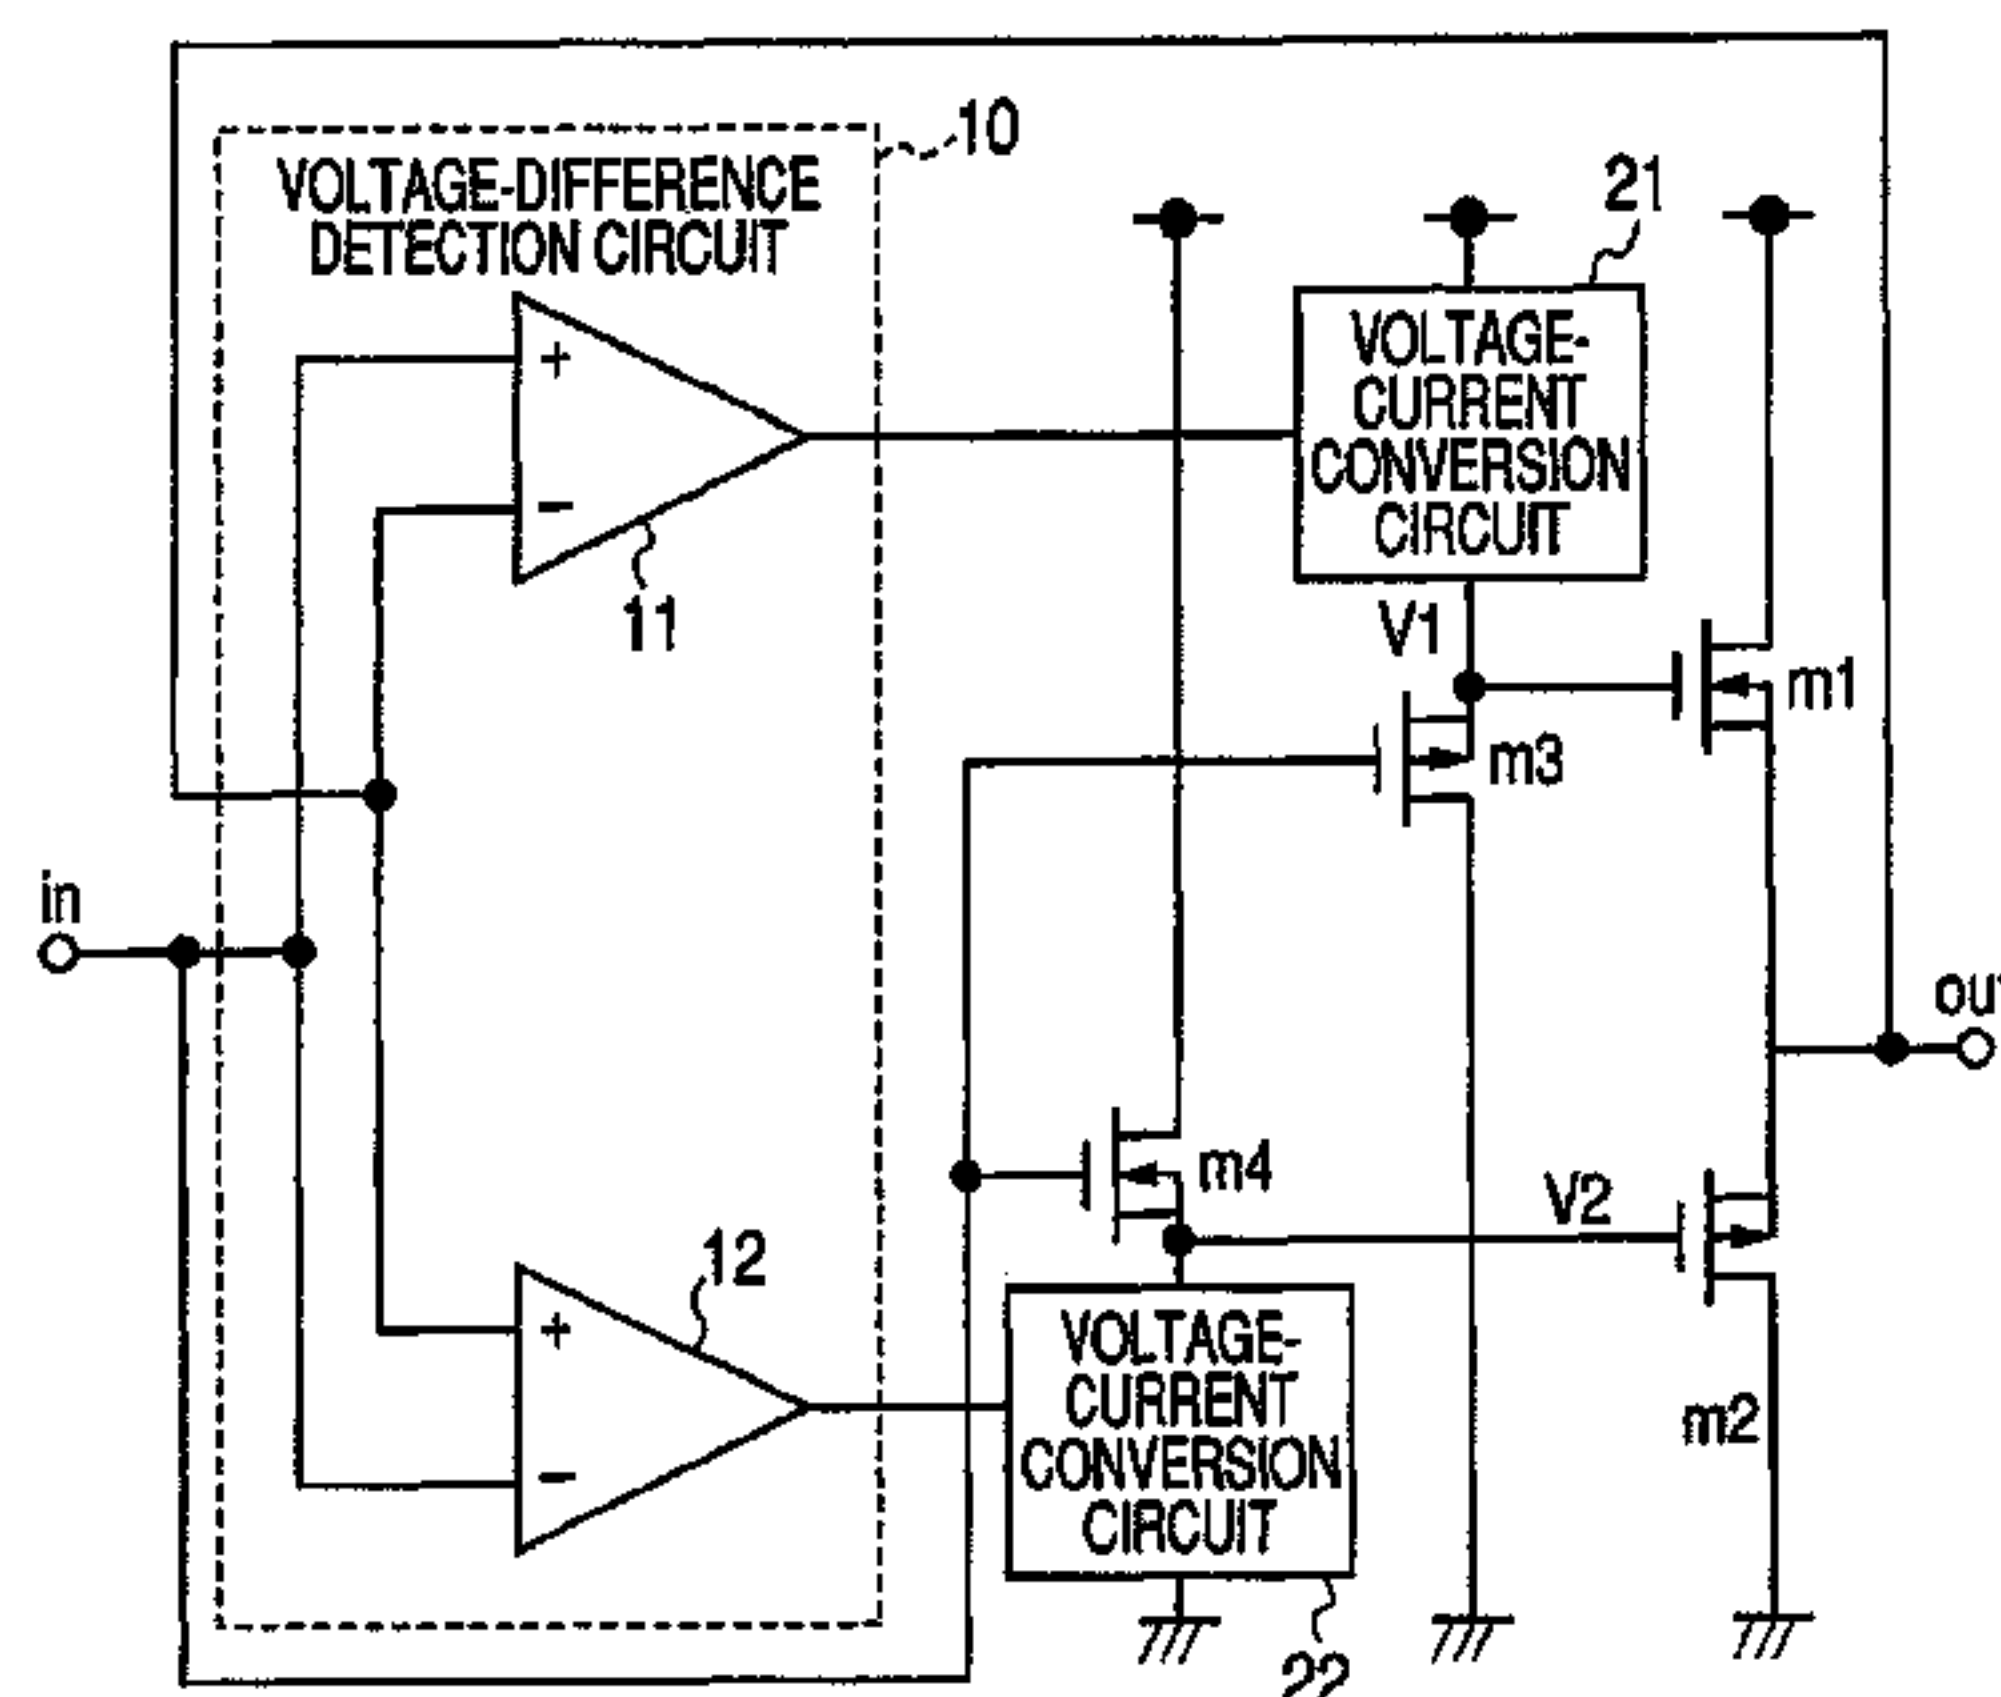 10
VOLTAGE-DIFFERENCE
DETECTION CIRCUIT
21
+
VOLTAGE-
CURRENT
CONVERSION
CIRCUIT
−
11
V1
m1
m3
in
out
m4
V2
12
+
VOLTAGE-
CURRENT
CONVERSION
CIRCUIT
m2
−
22